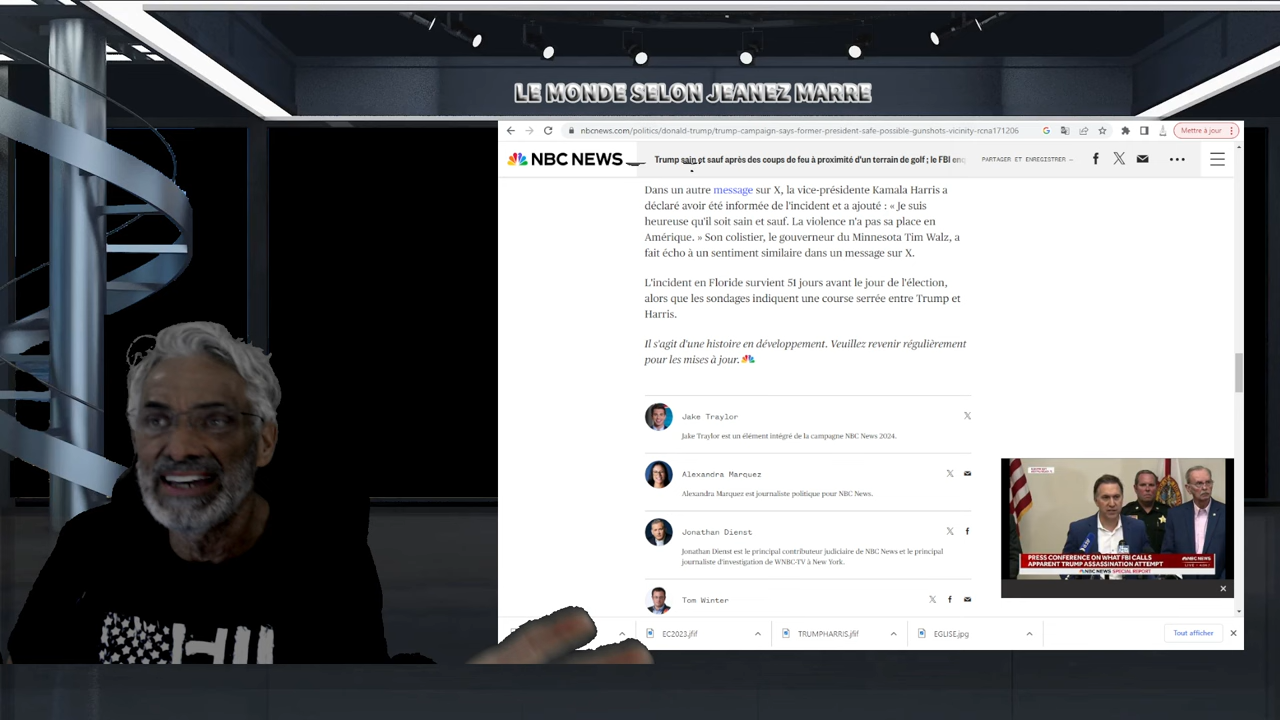 LE MONDE SELON JEANEZ MARRE
nbcnews.com/politics/donald-trump/trump-campaign-says-former-president-safe-possible-gunshots-vicinity-rcna171206
Mettre à jour
NBC NEWS
Trump sain et sauf après des coups de feu à proximité d'un terrain de golf ; le FBI enq
PARTAGER ET ENREGISTRER —
Dans un autre message sur X, la vice-présidente Kamala Harris a
déclaré avoir été informée de l'incident et a ajouté : « Je suis
heureuse qu'il soit sain et sauf. La violence n'a pas sa place en
Amérique. » Son colistier, le gouverneur du Minnesota Tim Walz, a
fait écho à un sentiment similaire dans un message sur X.
L'incident en Floride survient 51 jours avant le jour de l'élection,
alors que les sondages indiquent une course serrée entre Trump et
Harris.
Il s'agit d'une histoire en développement. Veuillez revenir régulièrement
pour les mises à jour.
Jake Traylor
Jake Traylor est un élément intégré de la campagne NBC News 2024.
Alexandra Marquez
Alexandra Marquez est journaliste politique pour NBC News.
Jonathan Dienst
Jonathan Dienst est le principal contributeur judiciaire de NBC News et le principal
journaliste d'investigation de WNBC-TV à New York.
Tom Winter
PRESS CONFERENCE ON WHAT FBI CALLS
APPARENT TRUMP ASSASSINATION ATTEMPT
NBC NEWS SPECIAL REPORT
NBC NEWS
EC2023.jfif
TRUMPHARIS.jfif
EGUSE.jpg
Tout afficher